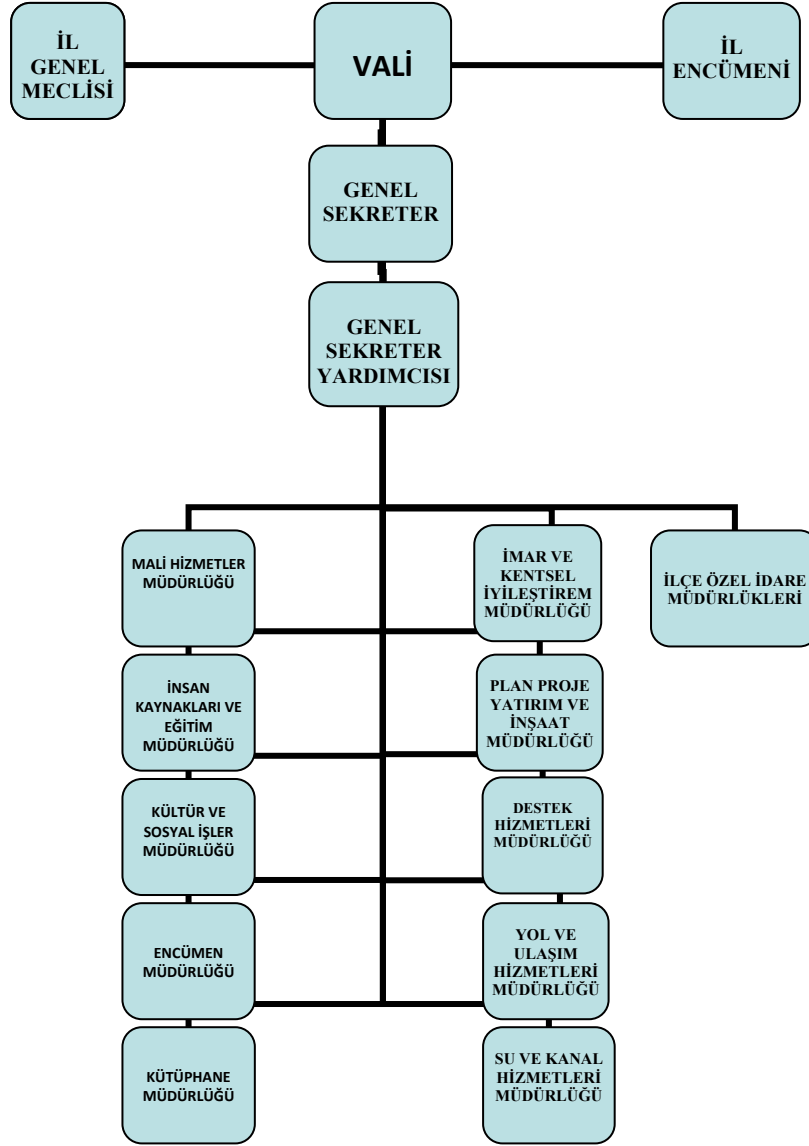 İL
GENEL
MECLİSİ
VALİ
İL
ENCÜMENİ
GENEL
SEKRETER
GENEL
SEKRETER
YARDIMCISI
MALİ HİZMETLER
MÜDÜRLÜĞÜ
İMAR VE
KENTSEL
İYİLEŞTİREM
MÜDÜRLÜĞÜ
İLÇE ÖZEL İDARE
MÜDÜRLÜKLERİ
İNSAN
KAYNAKLARI VE
EĞİTİM
MÜDÜRLÜĞÜ
PLAN PROJE
YATIRIM VE
İNŞAAT
MÜDÜRLÜĞÜ
KÜLTÜR VE
SOSYAL İŞLER
MÜDÜRLÜĞÜ
DESTEK
HİZMETLERİ
MÜDÜRLÜĞÜ
ENCÜMEN
MÜDÜRLÜĞÜ
YOL VE
ULAŞIM
HİZMETLERİ
MÜDÜRLÜĞÜ
KÜTÜPHANE
MÜDÜRLÜĞÜ
SU VE KANAL
HİZMETLERİ
MÜDÜRLÜĞÜ